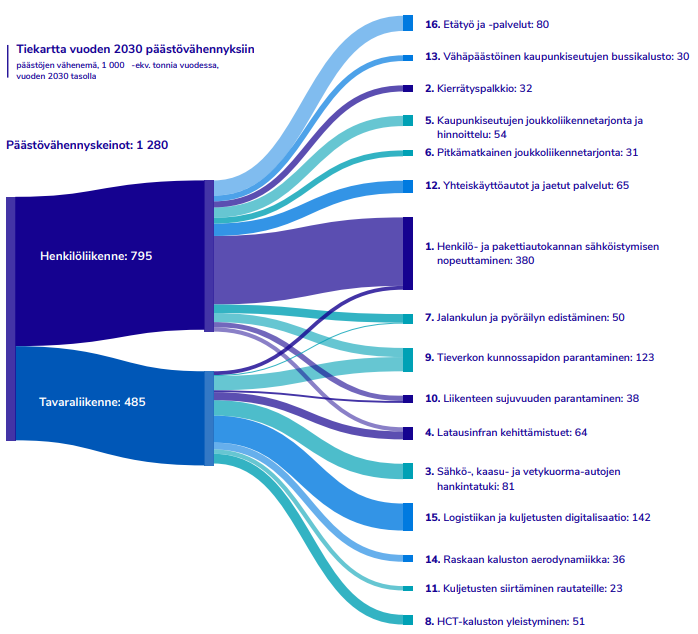 Tiekartta vuoden 2030 päästövähennyksiin
päästöjen vähenemä, 1 000 -ekv. tonnia vuodessa,
vuoden 2030 tasolla
Päästövähennyskeinot: 1 280
Henkilöliikenne: 795
Tavaraliikenne: 485
16. Etätyö ja -palvelut: 80
13. Vähäpäästöinen kaupunkiseutujen bussikalusto: 30
2. Kierrätyspalkkio: 32
5. Kaupunkiseutujen joukkoliikennetarjonta ja
hinnoittelu: 54
6. Pitkämatkainen joukkoliikennetarjonta: 31
12. Yhteiskäyttöautot ja jaetut palvelut: 65
1. Henkilö- ja pakettiautokannan sähköistymisen
nopeuttaminen: 380
7. Jalankulun ja pyöräilyn edistäminen: 50
9. Tieverkon kunnossapidon parantaminen: 123
10. Liikenteen sujuvuuden parantaminen: 38
4. Latausinfran kehittämistuet: 64
3. Sähkö-, kaasu- ja vetykuorma-autojen
hankintatuki: 81
15. Logistiikan ja kuljetusten digitalisaatio: 142
14. Raskaan kaluston aerodynamiikka: 36
11. Kuljetusten siirtäminen rautateille: 23
8. HCT-kaluston yleistyminen: 51